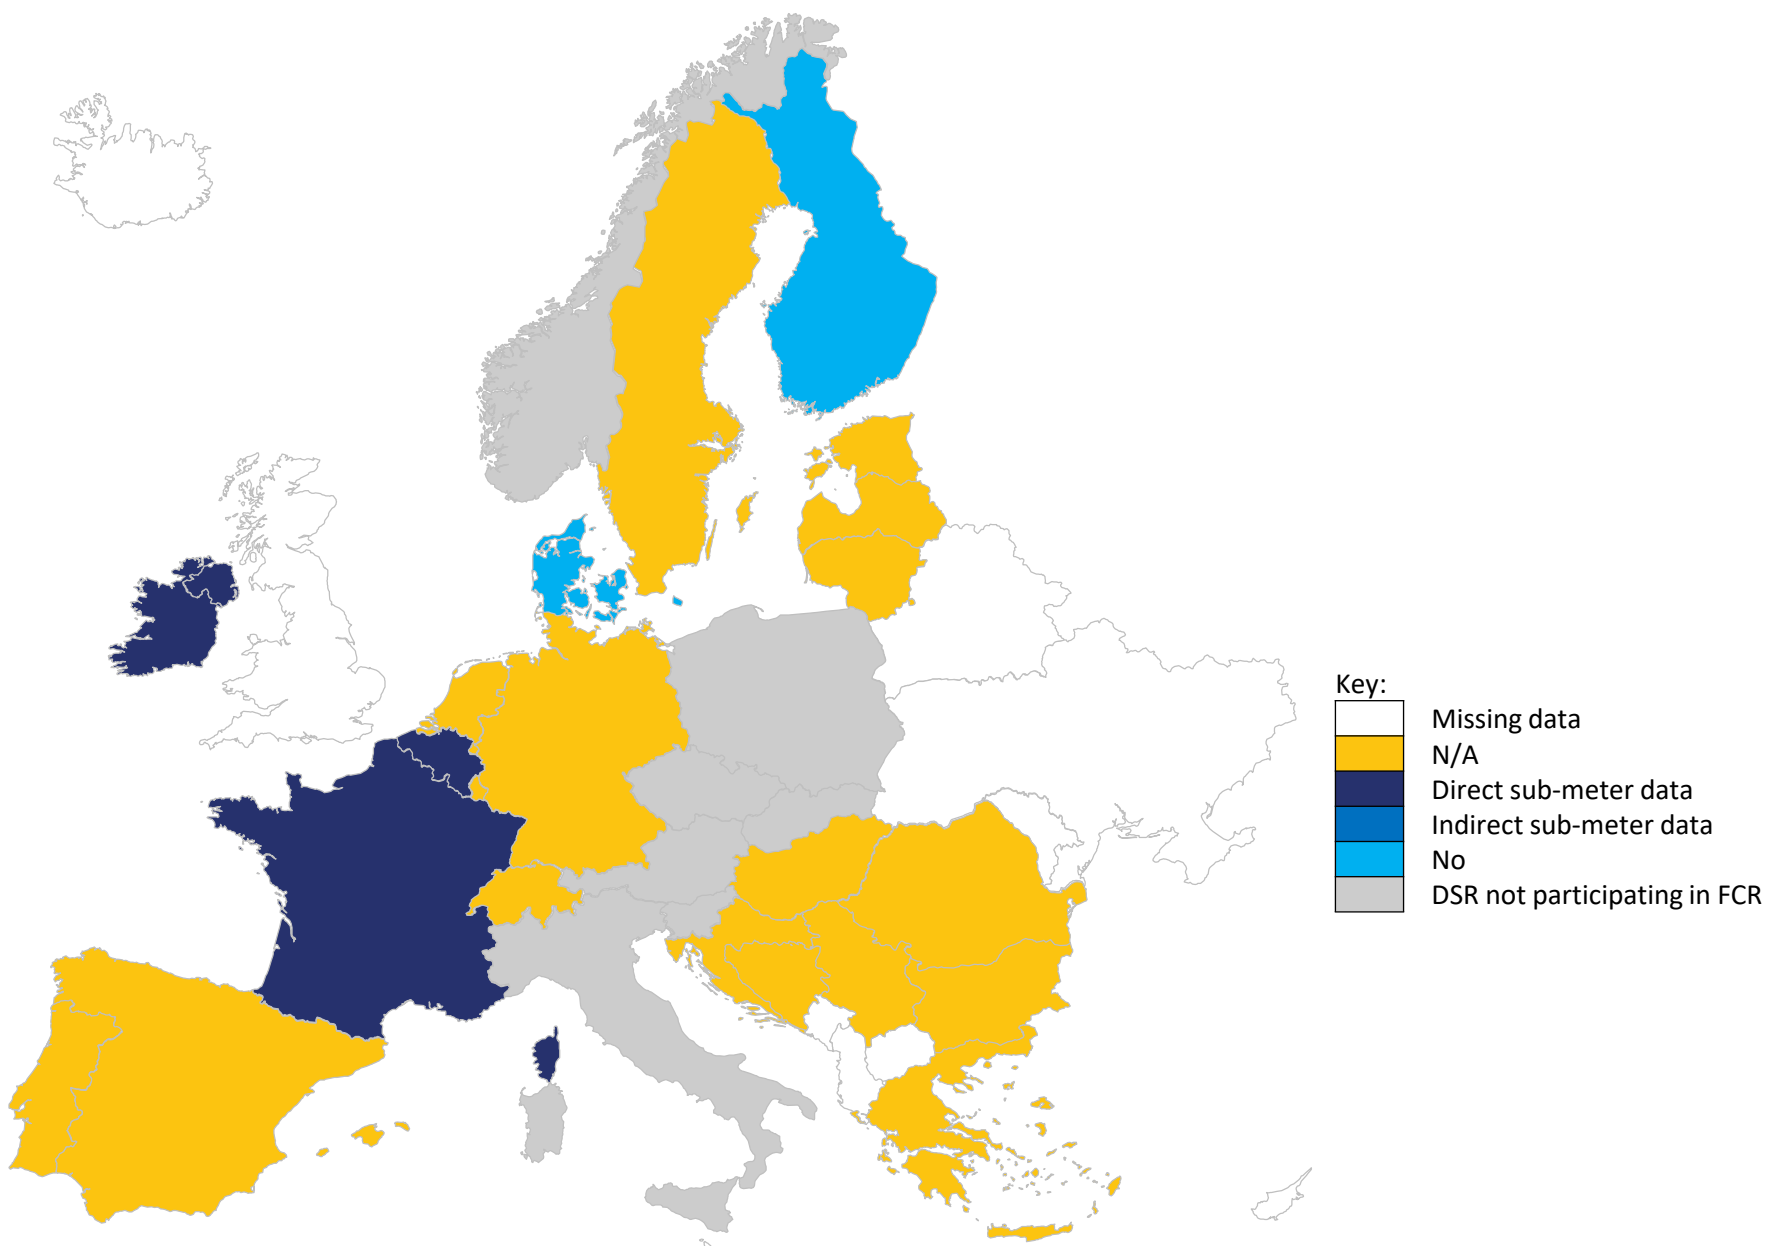 Key:
Missing data
N/A
Direct sub-meter data
Indirect sub-meter data
No
DSR not participating in FCR